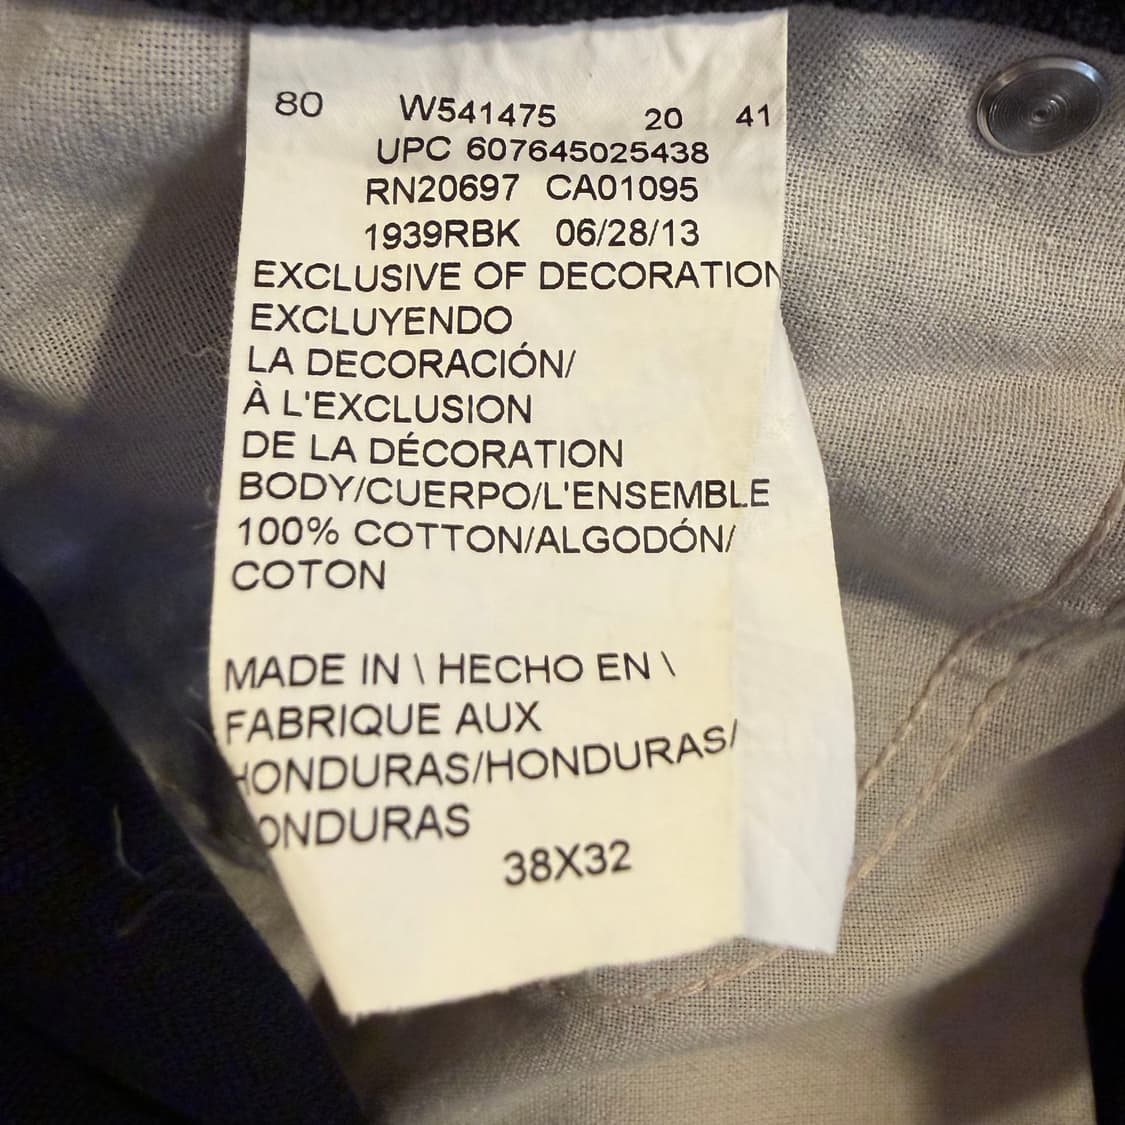 80 W541475 20 41
UPC 607645025438
RN20697 CA01095
1939RBK 06/28/13
EXCLUSIVE OF DECORATION
EXCLUYENDO
LA DECORACIÓN/
À L'EXCLUSION
DE LA DÉCORATION
BODY/CUERPO/L'ENSEMBLE
100% COTTON/ALGODÓN/
COTON
MADE IN \ HECHO EN \
FABRIQUE AUX
HONDURAS/HONDURAS/
ONDURAS
38X32